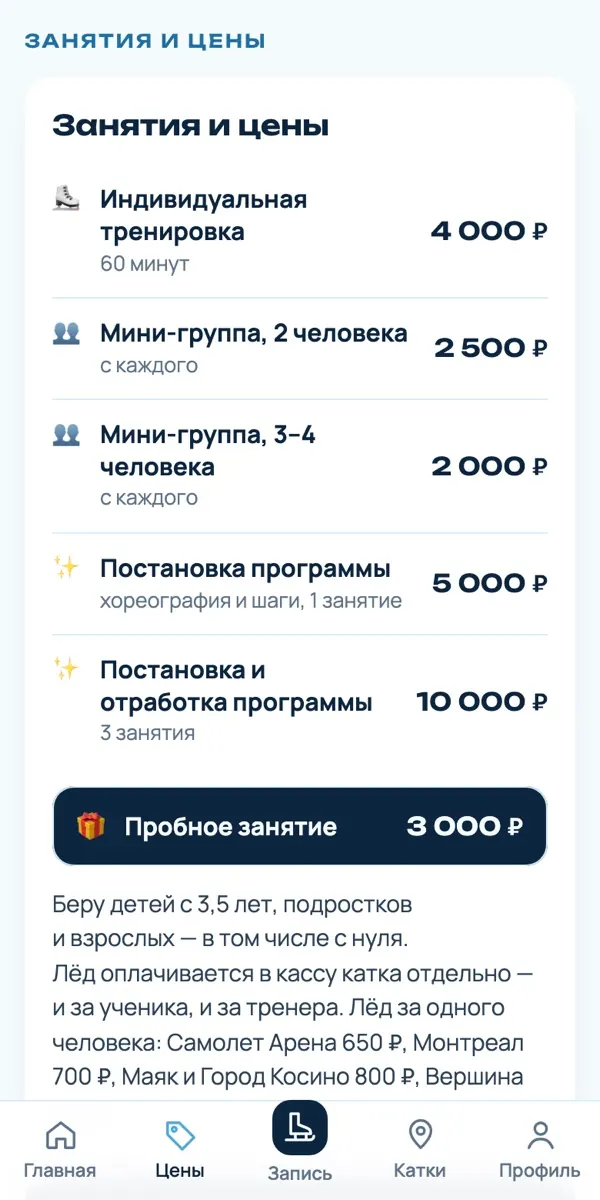 ЗАНЯТИЯ И ЦЕНЫ
Занятия и цены
Индивидуальная
тренировка
60 минут
4 000 ₽
Мини-группа, 2 человека
с каждого
2 500 ₽
Мини-группа, 3–4
человека
с каждого
2 000 ₽
Постановка программы
хореография и шаги, 1 занятие
5 000 ₽
Постановка и
отработка программы
3 занятия
10 000 ₽
Пробное занятие
3 000 ₽
Беру детей с 3,5 лет, подростков
и взрослых — в том числе с нуля.
Лёд оплачивается в кассу катка отдельно —
и за ученика, и за тренера. Лёд за одного
человека: Самолет Арена 650 ₽, Монтреал
700 ₽, Маяк и Город Косино 800 ₽, Вершина
Главная
Цены
Запись
Катки
Профиль